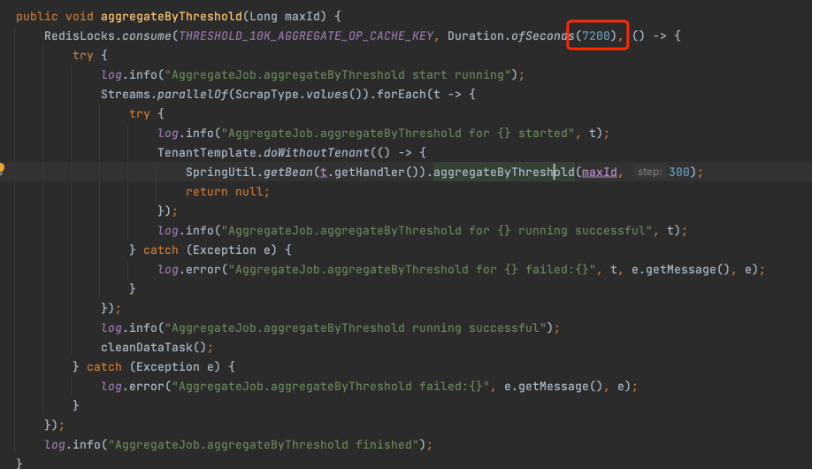 public void aggregateByThreshold(Long maxId) {
RedisLocks.consume(THRESHOLD_10K_AGGREGATE_OP_CACHE_KEY, Duration.ofSeconds(7200), () -> {
try {
log.info("AggregateJob.aggregateByThreshold start running");
Streams.parallelOf(ScrapType.values()).forEach(t -> {
try {
log.info("AggregateJob.aggregateByThreshold for {} started", t);
TenantTemplate.doWithoutTenant(() -> {
SpringUtil.getBean(t.getHandler()).aggregateByThreshold(maxId, step: 300);
return null;
});
log.info("AggregateJob.aggregateByThreshold for {} running successful", t);
} catch (Exception e) {
log.error("AggregateJob.aggregateByThreshold for {} failed:{}", t, e.getMessage(), e);
}
});
log.info("AggregateJob.aggregateByThreshold running successful");
cleanDataTask();
} catch (Exception e) {
log.error("AggregateJob.aggregateByThreshold failed:{}", e.getMessage(), e);
}
});
log.info("AggregateJob.aggregateByThreshold finished");
}